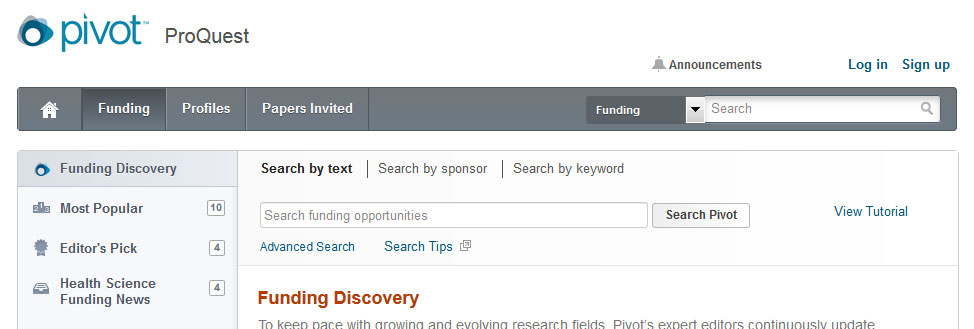 pivot™ ProQuest
Announcements Log in Sign up
Funding Profiles Papers Invited Funding Search
Funding Discovery
Most Popular 10
Editor's Pick 4
Health Science
Funding News 4
Search by text Search by sponsor Search by keyword
Search funding opportunities Search Pivot View Tutorial
Advanced Search Search Tips
Funding Discovery
To keep pace with growing and evolving research fields, Pivot's expert editors continuously update